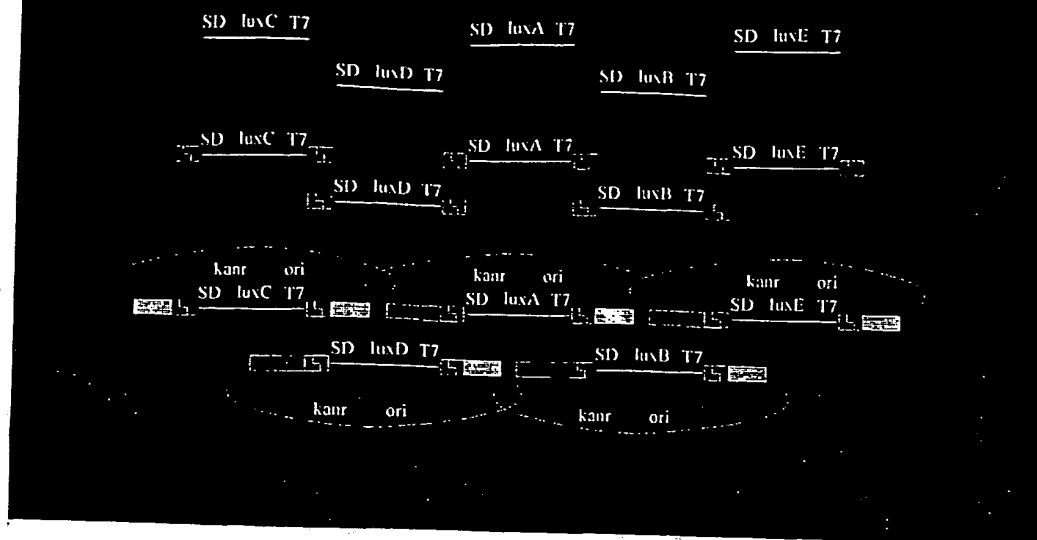 SD luxC T7
SD luxA T7
SD luxE T7
SD luxD T7
SD luxB T7
SD luxC T7
SD luxA T7
SD luxE T7
SD luxD T7
SD luxB T7
kanr ori
kanr ori
kanr ori
SD luxC T7
SD luxA T7
SD luxE T7
SD luxD T7
SD luxB T7
kanr ori
kanr ori